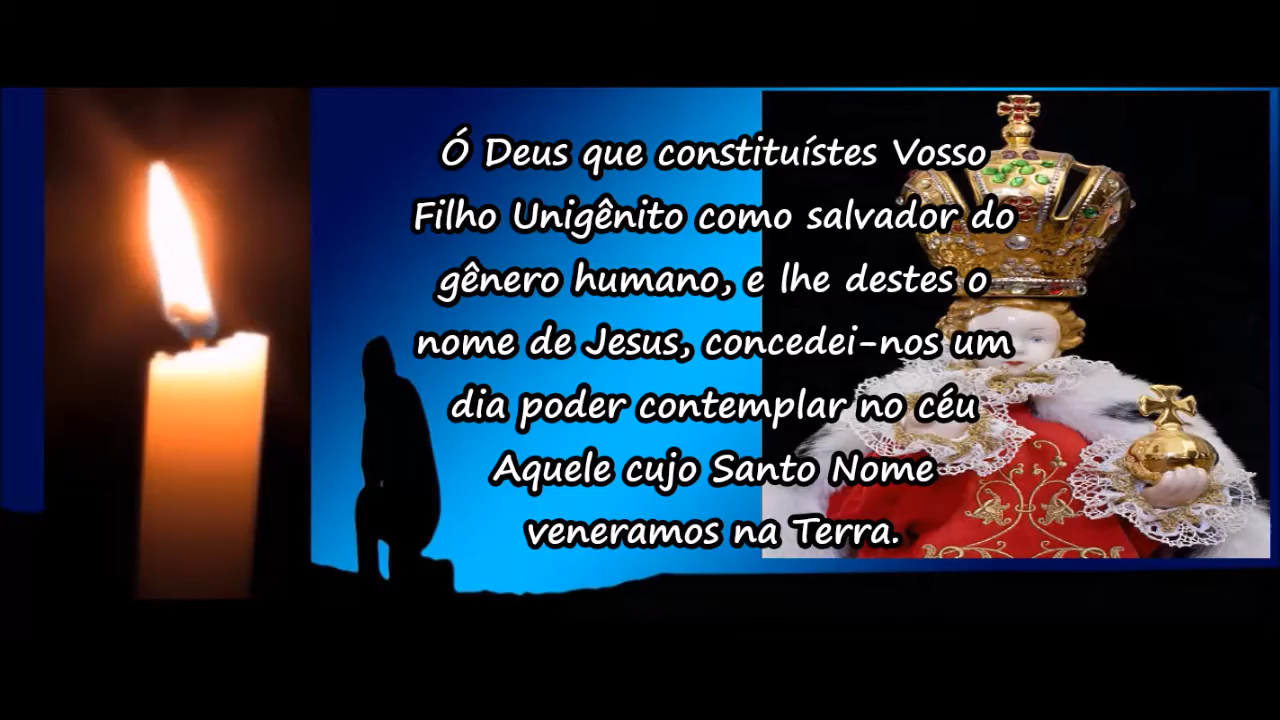 Ó Deus que constituístes Vosso
Filho Unigênito como salvador do
gênero humano, e lhe destes o
nome de Jesus, concedei-nos um
dia poder contemplar no céu
Aquele cujo Santo Nome
veneramos na Terra.